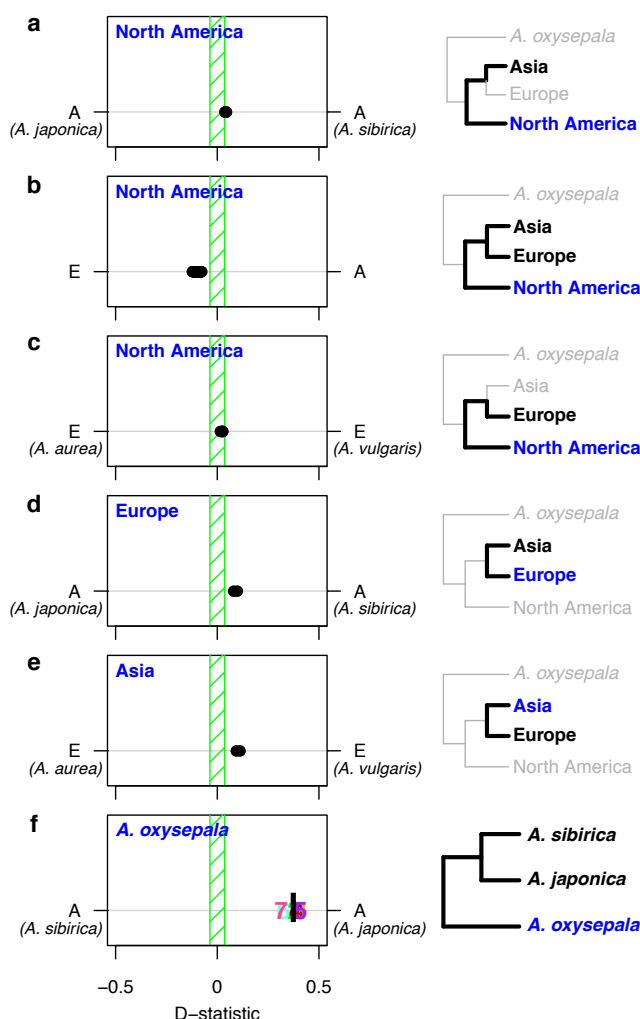 a
North America
A
(A. japonica)
A
(A. sibirica)
A. oxysepala
Asia
Europe
North America
b
North America
E
A
A. oxysepala
Asia
Europe
North America
c
North America
E
(A. aurea)
E
(A. vulgaris)
A. oxysepala
Asia
Europe
North America
d
Europe
A
(A. japonica)
A
(A. sibirica)
A. oxysepala
Asia
Europe
North America
e
Asia
E
(A. aurea)
E
(A. vulgaris)
A. oxysepala
Asia
Europe
North America
f
A. oxysepala
A
(A. sibirica)
7
A
(A. japonica)
A. sibirica
A. japonica
A. oxysepala
−0.5 0 0.5
D−statistic